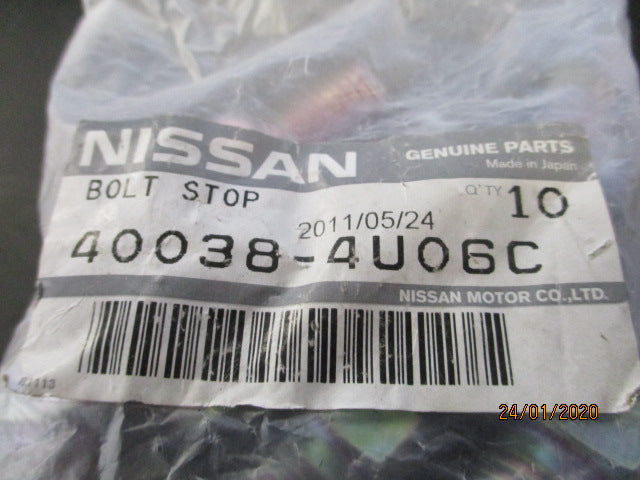 NISSAN
GENUINE PARTS
Made in Japan
BOLT STOP
Q'TY 10
2011/05/24
40038-4U06C
NISSAN MOTOR CO.,LTD.
24/01/2020